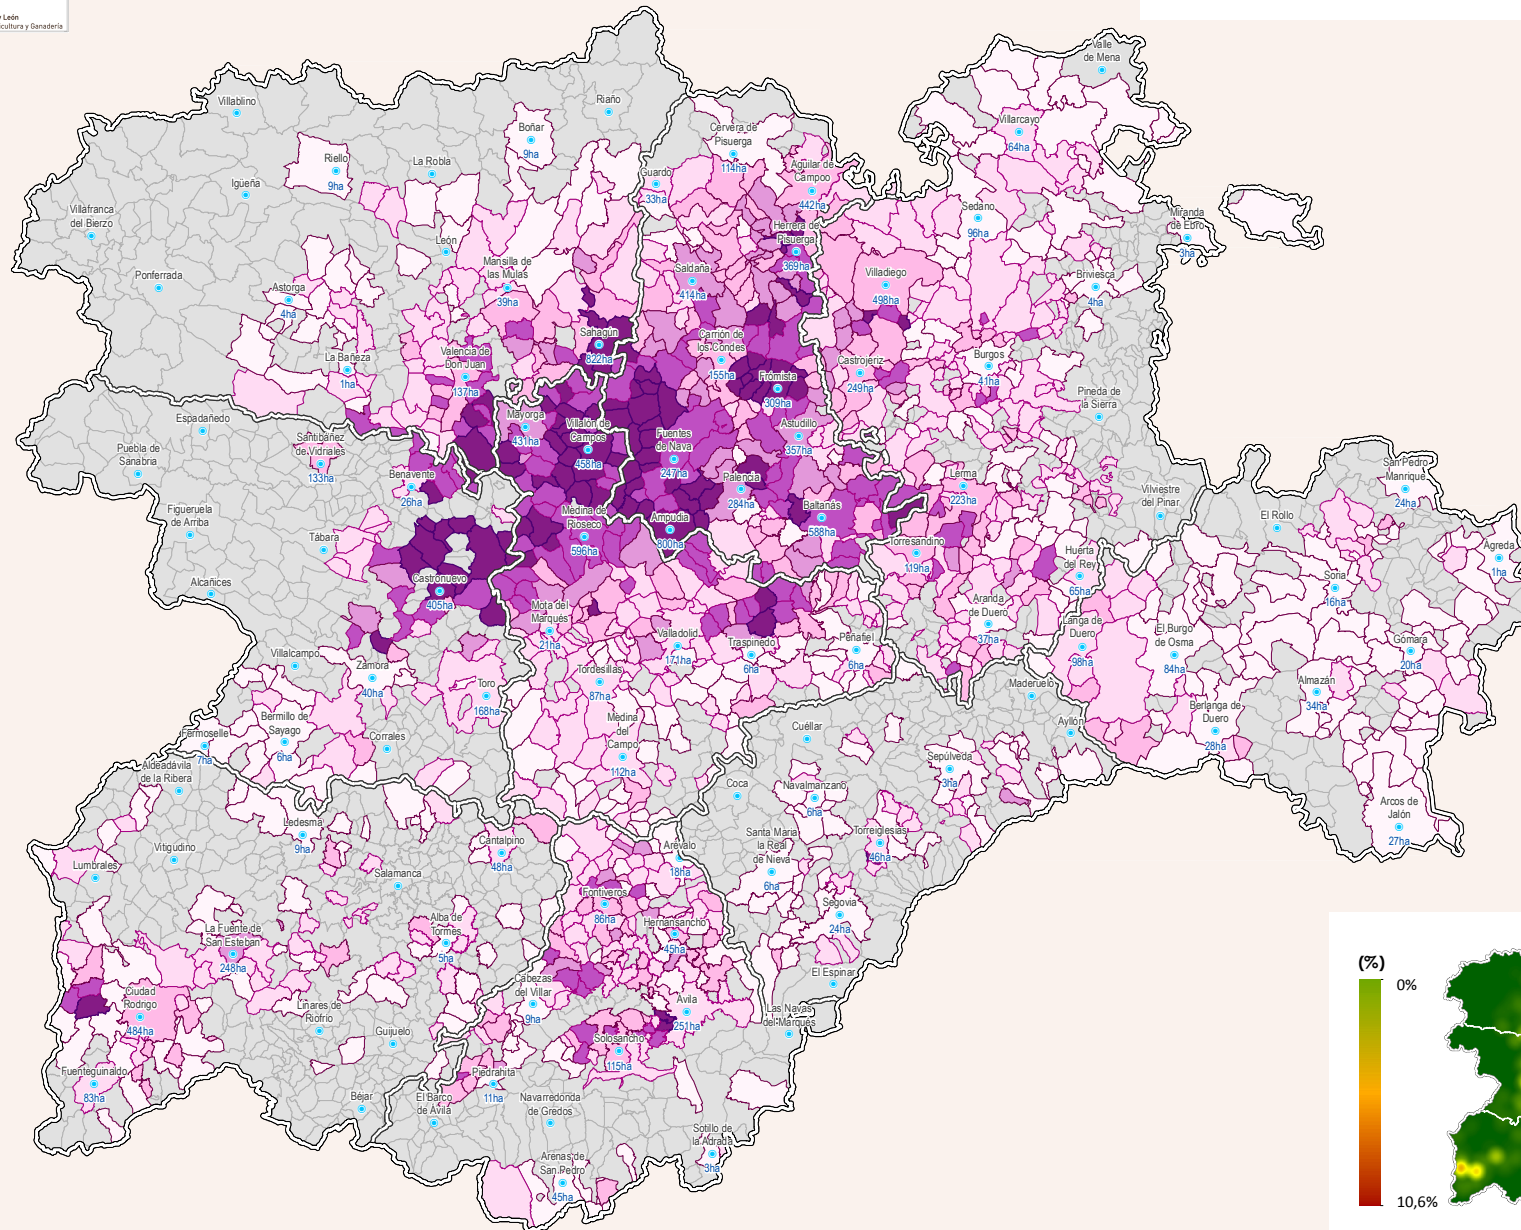 y León
icultura y Ganadería
Valle
de Mena
Villablino
Riaño
Boñar
9ha
Cervera de
Pisuerga
114ha
Villarcayo
64ha
Riello
9ha
La Robla
Guardo
33ha
Aguilar de
Campoo
442ha
Igüeña
Villafranca
del Bierzo
León
Herrera de
Pisuerga
369ha
Sedano
96ha
Miranda
de Ebro
3ha
Ponferrada
Astorga
4ha
Mansilla de
las Mulas
39ha
Saldaña
414ha
Villadiego
498ha
Briviesca
4ha
Sahagún
822ha
La Bañeza
1ha
Valencia de
Don Juan
137ha
Carrión de
los Condes
155ha
Frómista
309ha
Castrojeriz
249ha
Burgos
41ha
Pineda de
la Sierra
Espadañedo
Puebla de
Sanabria
Santibáñez
de Vidriales
133ha
Mayorga
431ha
Villalón de
Campos
458ha
Fuentes
de Nava
247ha
Astudillo
357ha
Benavente
26ha
Palencia
284ha
Lerma
223ha
San Pedro
Manrique
24ha
Figueruela
de Arriba
Tábara
Medina de
Rioseco
596ha
Ampudia
800ha
Baltanás
588ha
Vilviestre
del Pinar
El Rollo
Torresandino
119ha
Huerta
del Rey
65ha
Ágreda
1ha
Alcañices
Castronuevo
405ha
Soria
16ha
Mota del
Marqués
21ha
Valladolid
171ha
Traspinedo
6ha
Peñafiel
6ha
Aranda
de Duero
37ha
Langa de
Duero
98ha
El Burgo
de Osma
84ha
Gómara
20ha
Villalcampo
Zamora
40ha
Toro
168ha
Tordesillas
87ha
Maderuelo
Almazán
34ha
Bermillo de
Sayago
6ha
Fermoselle
7ha
Corrales
Medina
del
Campo
112ha
Cuéllar
Ayllón
Berlanga de
Duero
28ha
Aldeadávila
de la Ribera
Coca
Navalmanzano
6ha
Sepúlveda
3ha
Arcos de
Jalón
27ha
Ledesma
9ha
Cantalpino
48ha
Arévalo
18ha
Santa María
la Real
de Nieva
6ha
Torreiglesias
46ha
Vitigudino
Lumbrales
Salamanca
Fontiveros
86ha
Segovia
24ha
La Fuente de
San Esteban
248ha
Alba de
Tormes
5ha
Hernansancho
45ha
El Espinar
Ciudad
Rodrigo
484ha
Linares de
Riofrío
Cabezas
del Villar
9ha
Ávila
251ha
Las Navas
del Marqués
Guijuelo
Solosancho
115ha
Fuenteguinaldo
83ha
Piedrahita
11ha
Béjar
El Barco
de Ávila
Navarredonda
de Gredos
Sotillo de
la Adrada
3ha
Arenas de
San Pedro
45ha
(%)
0%
10,6%